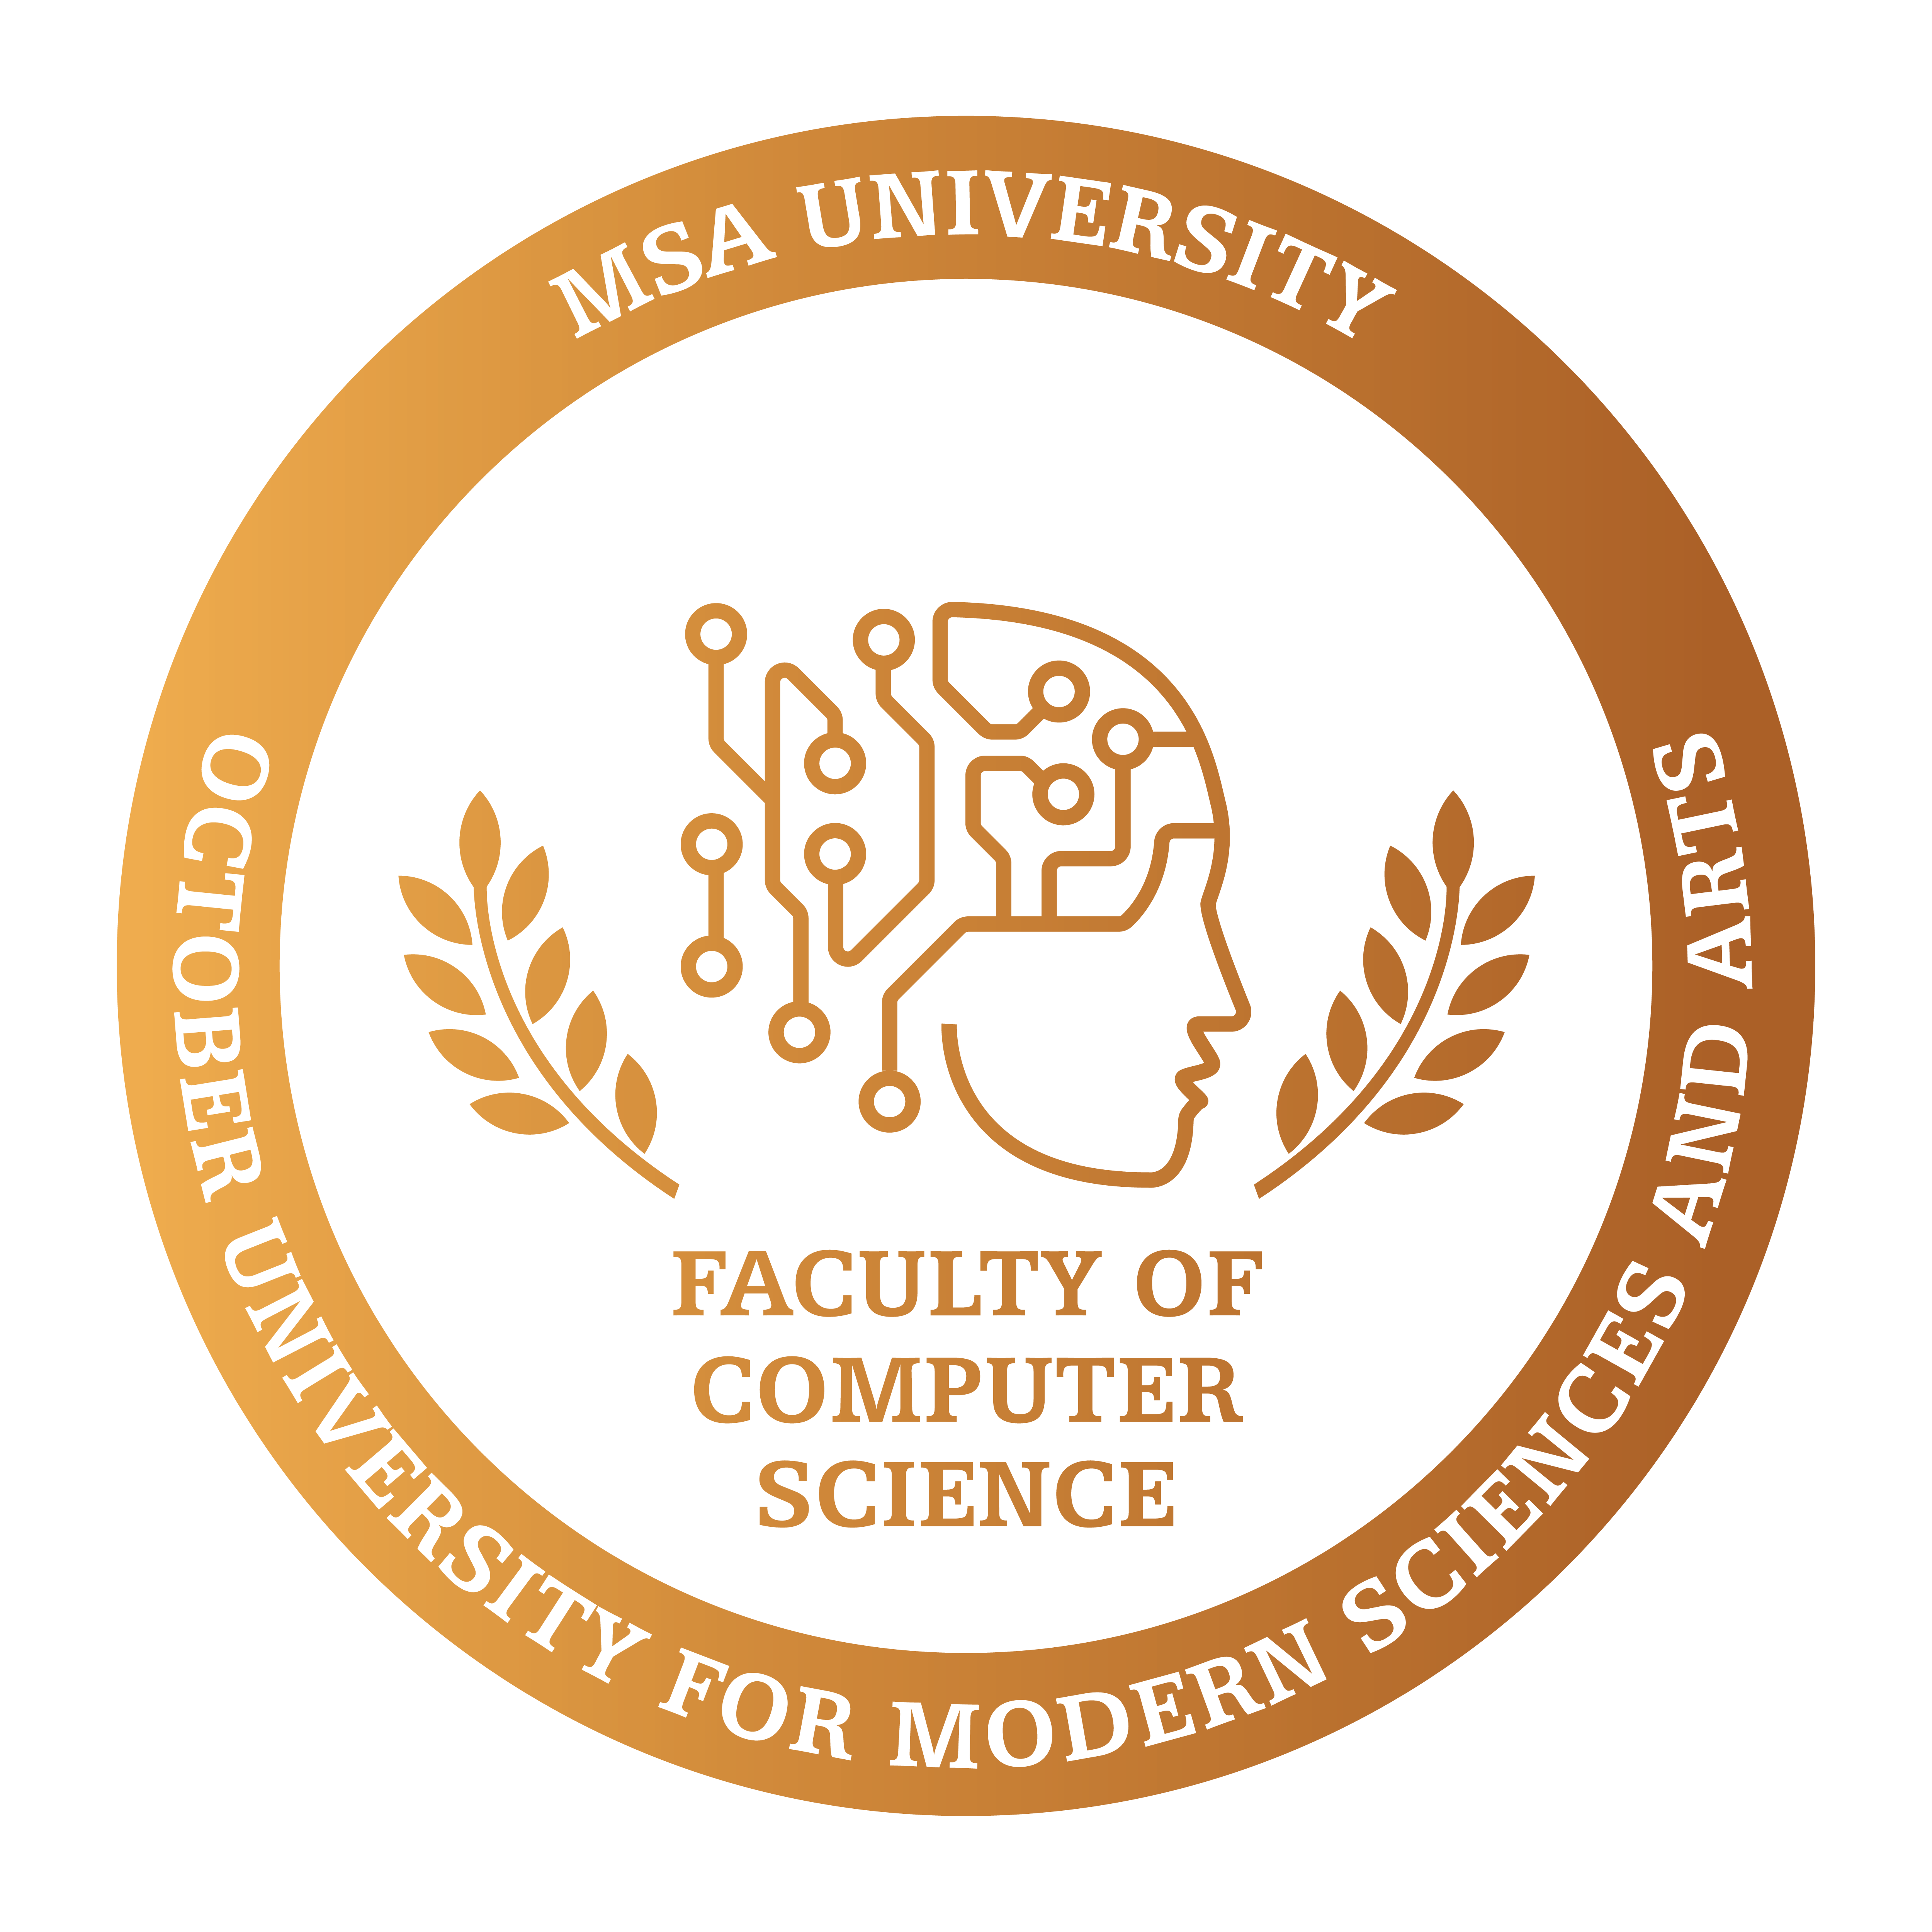 MSA UNIVERSITY
OCTOBER UNIVERSITY FOR MODERN SCIENCES AND ARTS
FACULTY OF
COMPUTER
SCIENCE